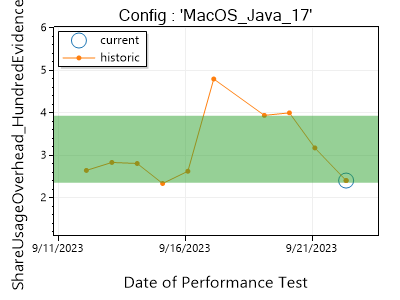 Config : 'MacOS_Java_17'
ShareUsageOverhead_HundredEvidence
current
historic
6
5
4
3
2
9/11/2023
9/16/2023
9/21/2023
Date of Performance Test